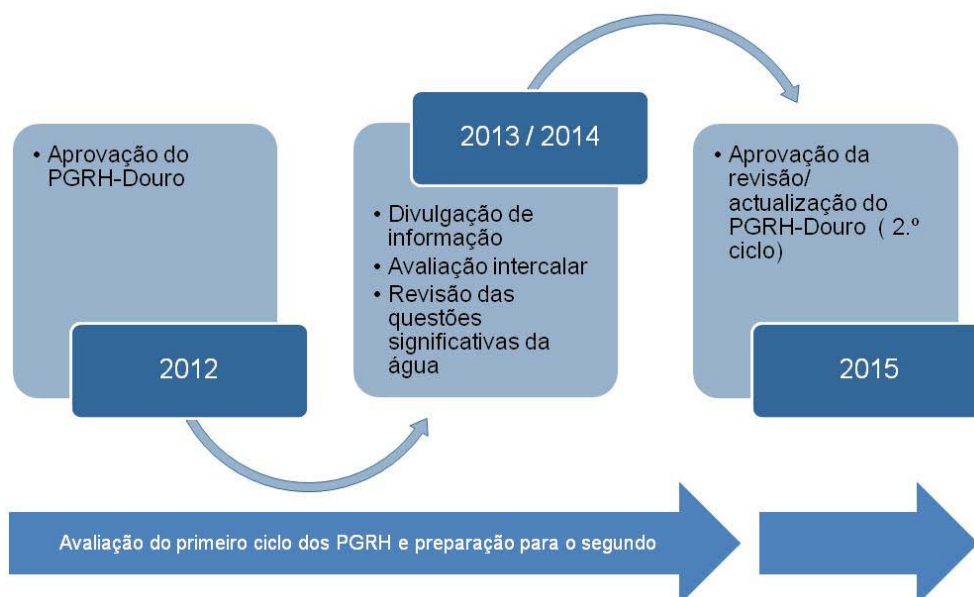 • Aprovação do
PGRH-Douro
2012
2013 / 2014
• Divulgação de
informação
• Avaliação intercalar
• Revisão das
questões
significativas da
água
• Aprovação da
revisão/
actualização do
PGRH-Douro ( 2.º
ciclo)
2015
Avaliação do primeiro ciclo dos PGRH e preparação para o segundo